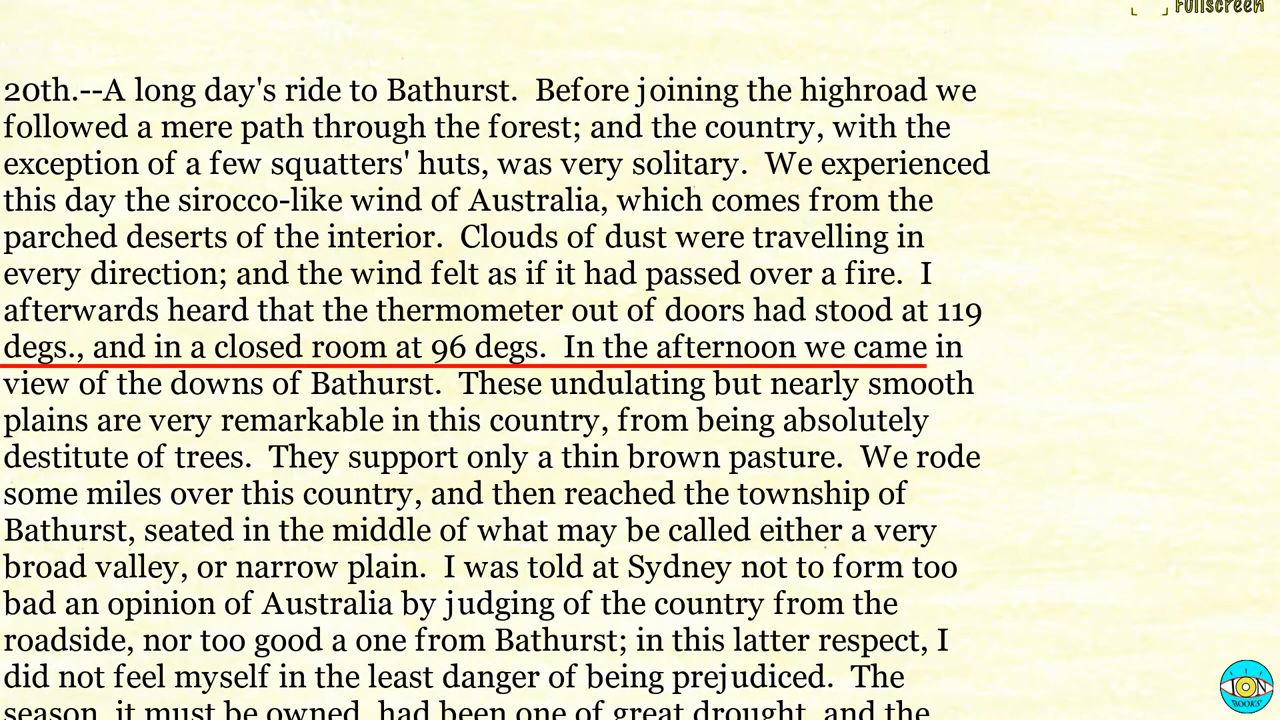 Fullscreen
20th.--A long day's ride to Bathurst.  Before joining the highroad we
followed a mere path through the forest; and the country, with the
exception of a few squatters' huts, was very solitary.  We experienced
this day the sirocco-like wind of Australia, which comes from the
parched deserts of the interior.  Clouds of dust were travelling in
every direction; and the wind felt as if it had passed over a fire.  I
afterwards heard that the thermometer out of doors had stood at 119
degs., and in a closed room at 96 degs.  In the afternoon we came in
view of the downs of Bathurst.  These undulating but nearly smooth
plains are very remarkable in this country, from being absolutely
destitute of trees.  They support only a thin brown pasture.  We rode
some miles over this country, and then reached the township of
Bathurst, seated in the middle of what may be called either a very
broad valley, or narrow plain.  I was told at Sydney not to form too
bad an opinion of Australia by judging of the country from the
roadside, nor too good a one from Bathurst; in this latter respect, I
did not feel myself in the least danger of being prejudiced.  The
season, it must be owned, had been one of great drought, and the
ION
BOOKS